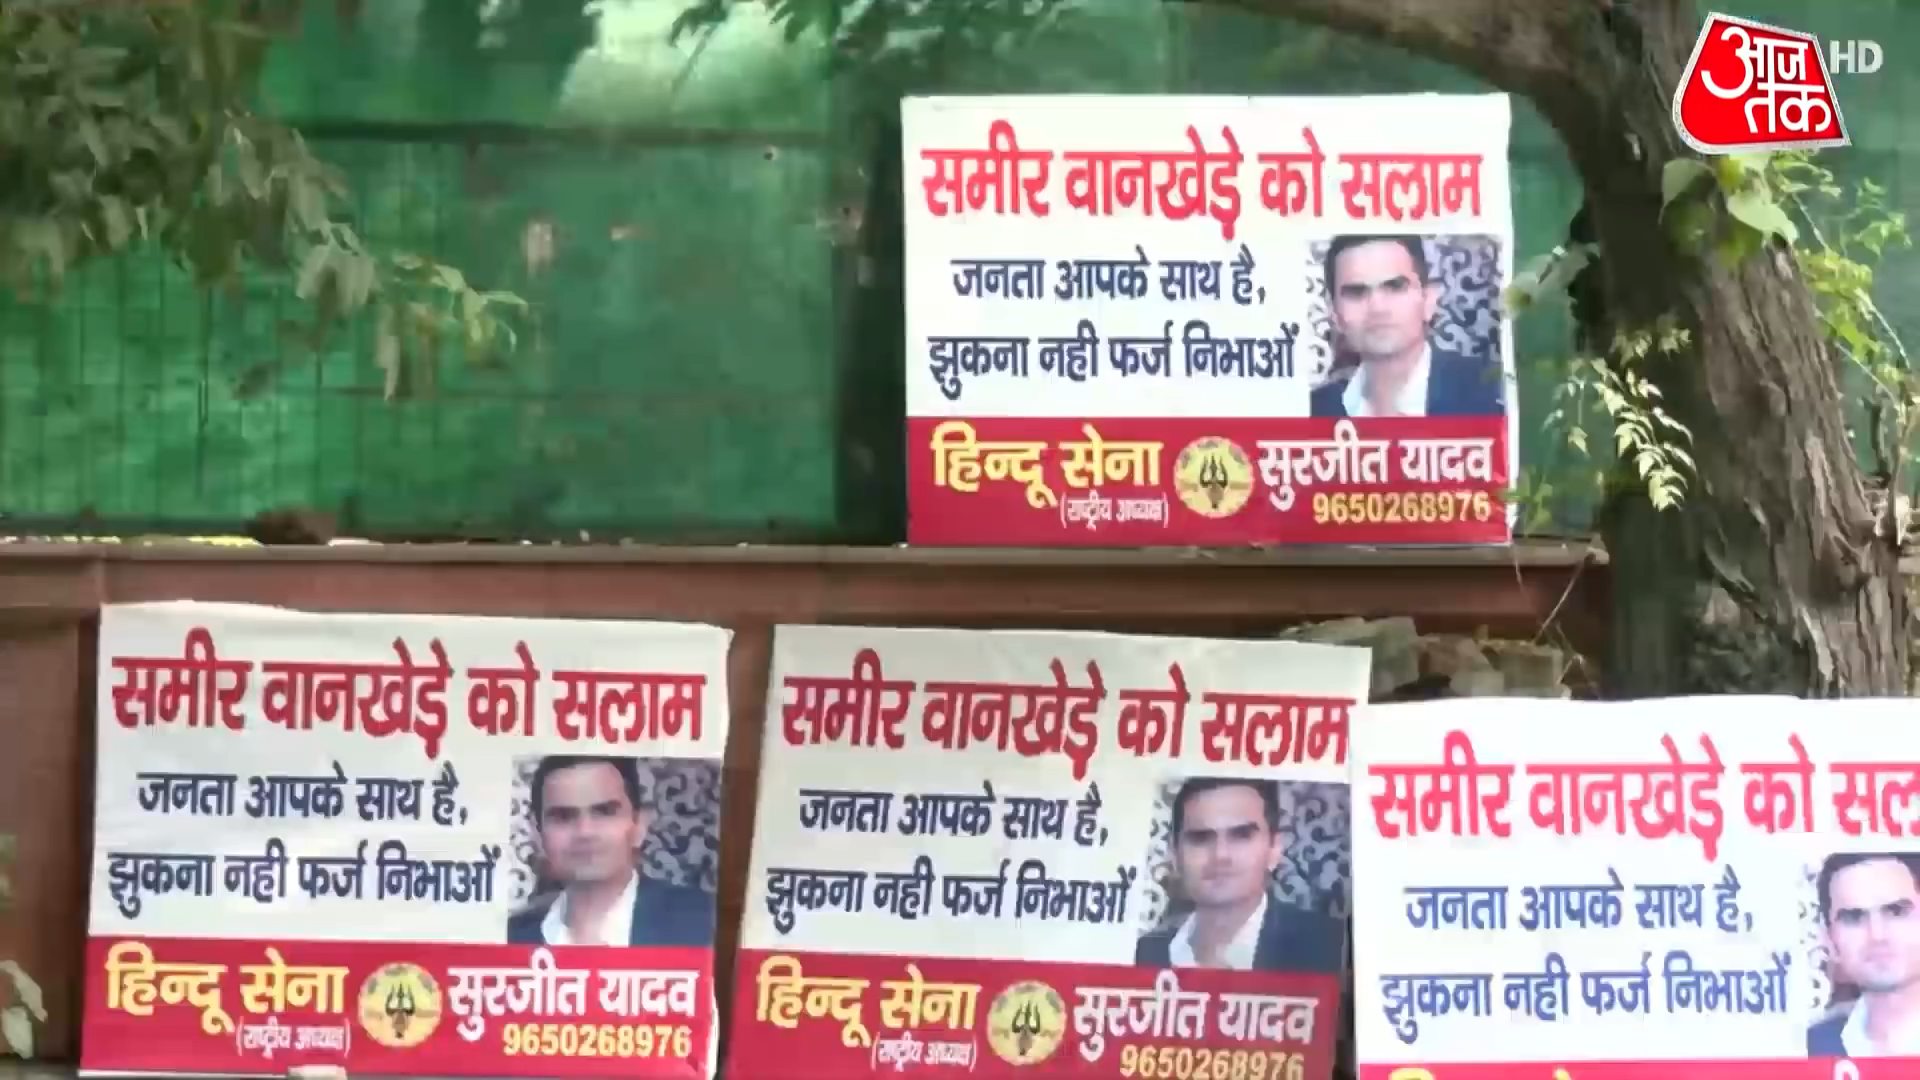 आज तक HD
समीर वानखेड़े को सलाम
जनता आपके साथ है,
झुकना नही फर्ज निभाओं
हिन्दू सेना सुरजीत यादव
(राष्ट्रीय अध्यक्ष) 9650268976
समीर वानखेड़े को सलाम
जनता आपके साथ है,
झुकना नही फर्ज निभाओं
हिन्दू सेना सुरजीत यादव
(राष्ट्रीय अध्यक्ष) 9650268976
समीर वानखेड़े को सलाम
जनता आपके साथ है,
झुकना नही फर्ज निभाओं
हिन्दू सेना सुरजीत यादव
(राष्ट्रीय अध्यक्ष) 9650268976
समीर वानखेड़े को सल
जनता आपके साथ है,
झुकना नही फर्ज निभाओं